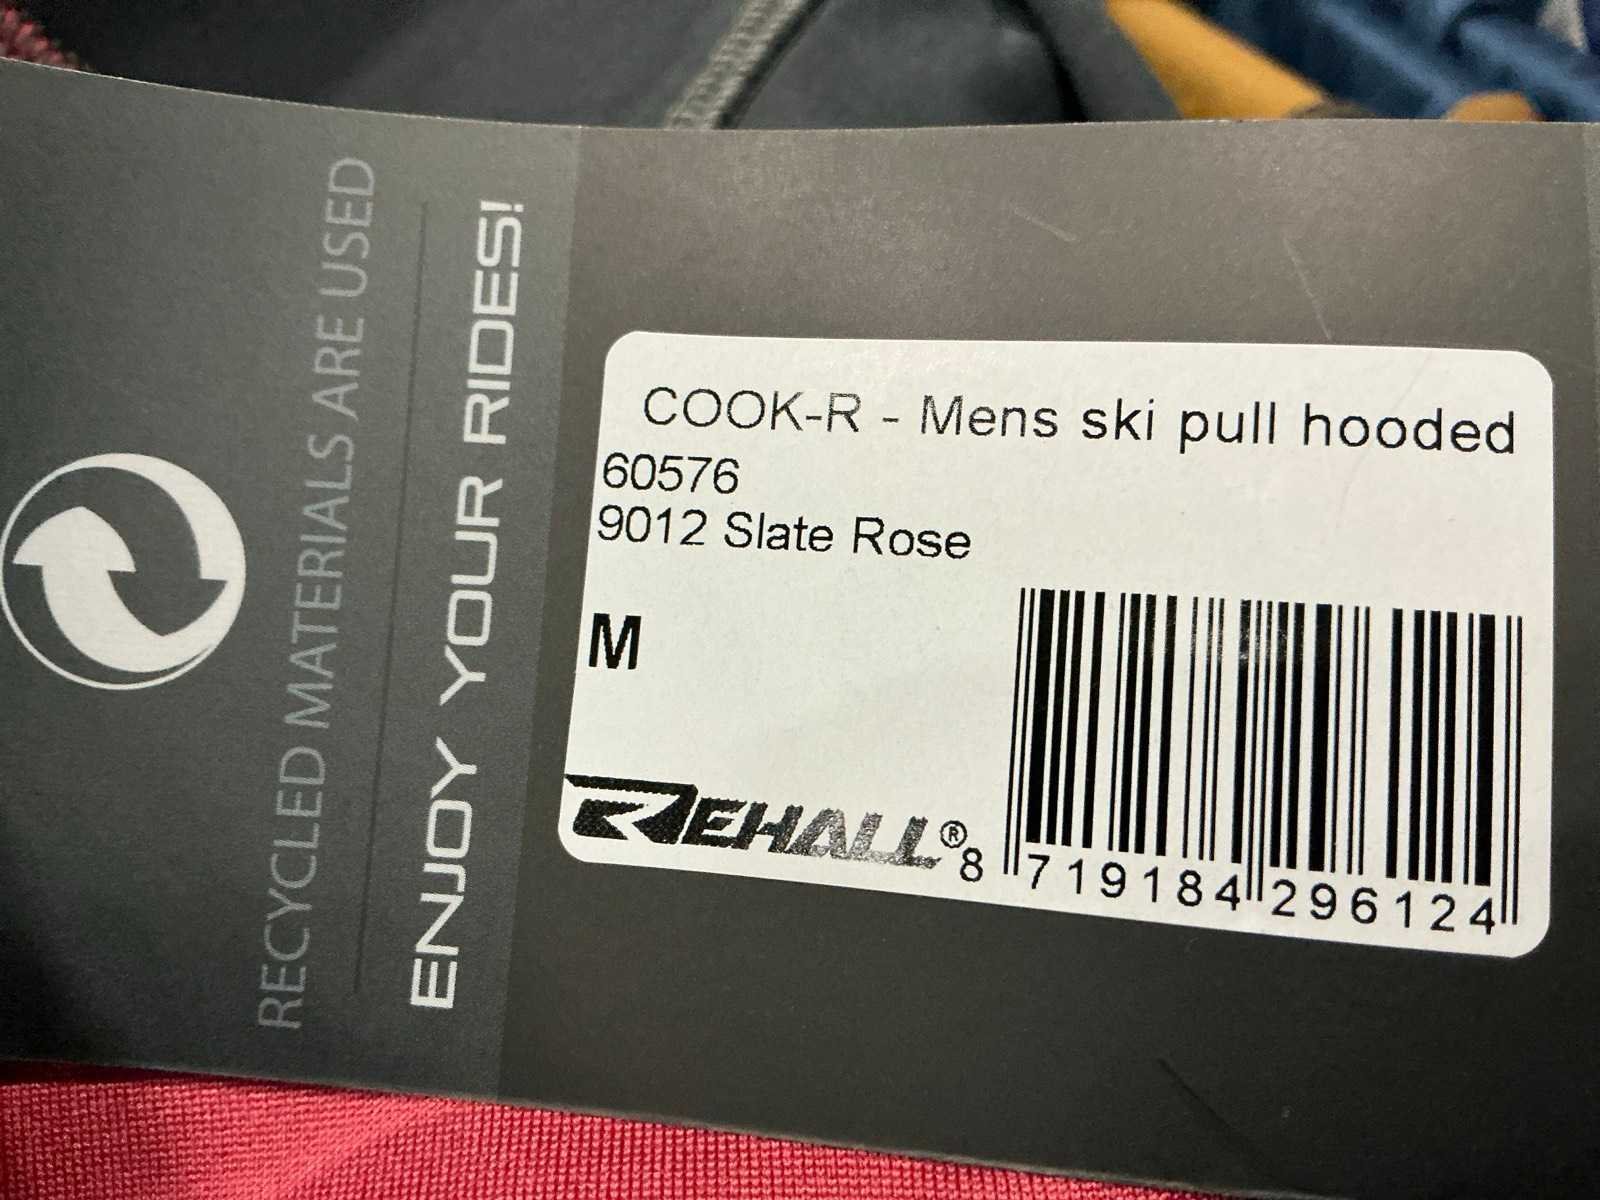 RECYCLED MATERIALS ARE USED
ENJOY YOUR RIDES!
COOK-R - Mens ski pull hooded
60576
9012 Slate Rose
M
REHALL®
8 719184 296124